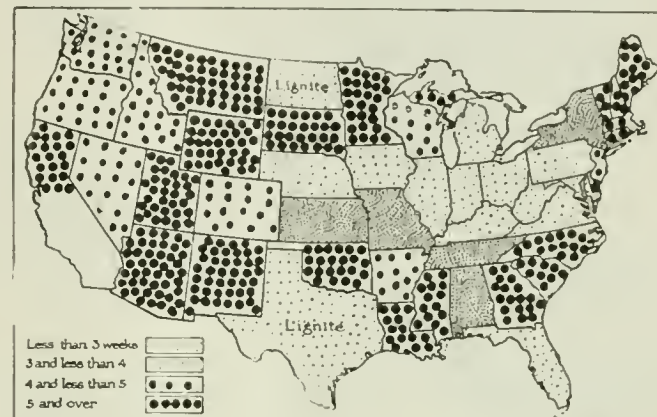 Lignite
Lignite
Less than 3 weeks
3 and less than 4
4 and less than 5
5 and over